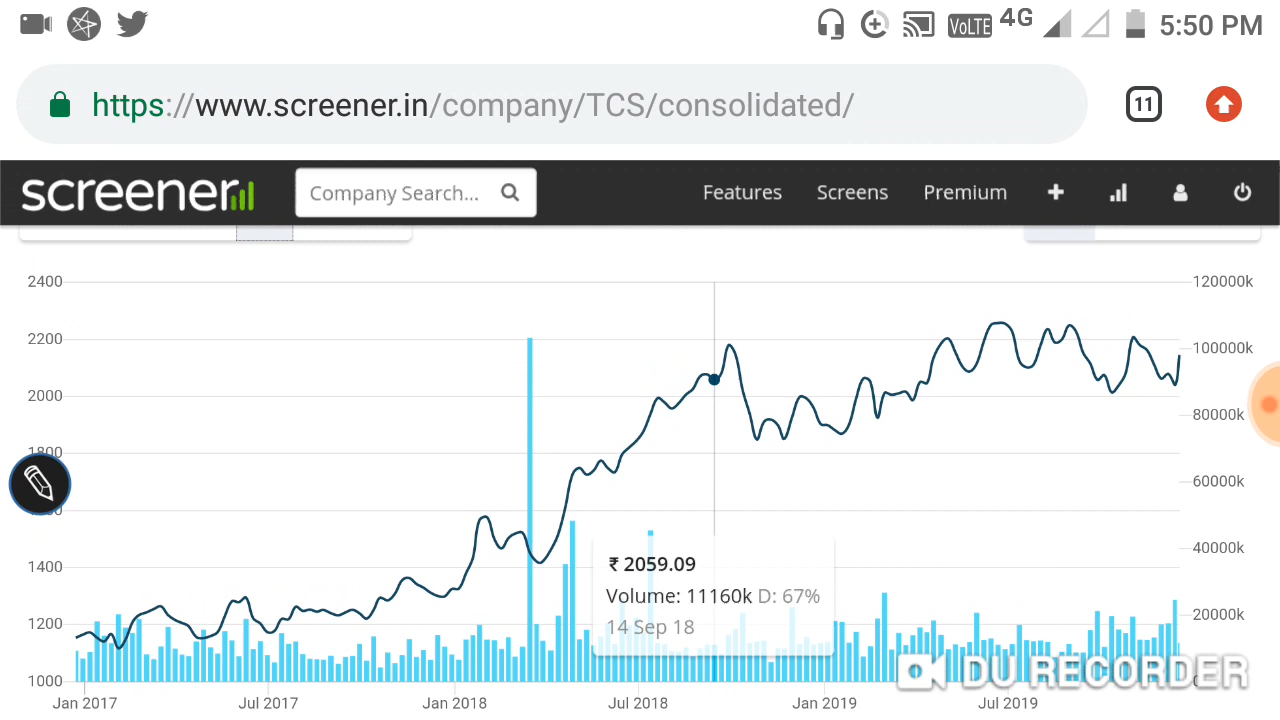 VoLTE 4G 5:50 PM
https://www.screener.in/company/TCS/consolidated/
11
screener
Company Search...
Features Screens Premium
2400 120000k
2200 100000k
2000 80000k
1800 60000k
1400 40000k
1200 20000k
1000
₹ 2059.09
Volume: 11160k D: 67%
14 Sep 18
DU RECORDER
Jan 2017 Jul 2017 Jan 2018 Jul 2018 Jan 2019 Jul 2019